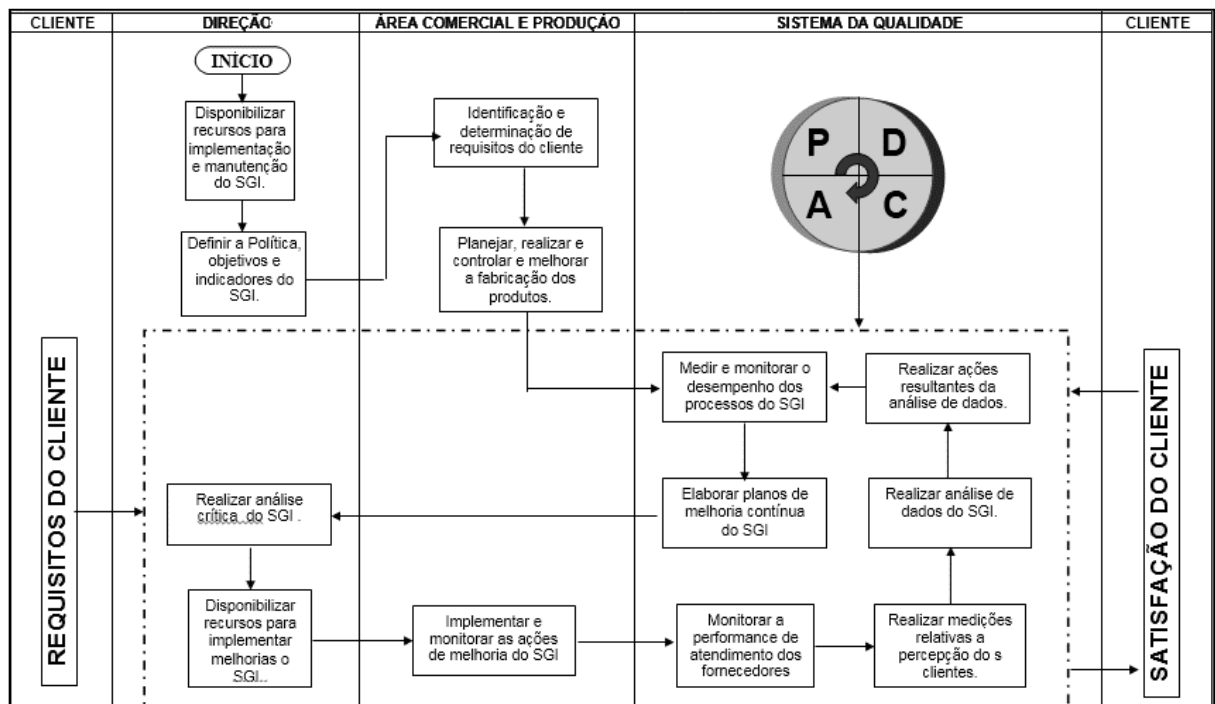 CLIENTE
DIREÇÃO
ÁREA COMERCIAL E PRODUÇÃO
SISTEMA DA QUALIDADE
CLIENTE
INÍCIO
Disponibilizar
recursos para
implementação
e manutenção
do SGI.
Definir a Política,
objetivos e
indicadores do
SGI.
Identificação e
determinação de
requisitos do
cliente
Planejar, realizar e
controlar e melhorar
a fabricação dos
produtos.
P D
A C
REQUISITOS DO CLIENTE
Medir e monitorar o
desempenho dos
processos do SGI
Realizar ações
resultantes da
análise de dados.
Realizar análise
crítica do SGI .
Elaborar planos de
melhoria contínua
do SGI
Realizar análise de
dados do SGI.
Disponibilizar
recursos para
implementar
melhorias o
SGI..
Implementar e
monitorar as ações
de melhoria do SGI
Monitorar a
performance de
atendimento dos
fornecedores
Realizar medições
relativas a
percepção do s
clientes.
SATISFAÇÃO DO CLIENTE